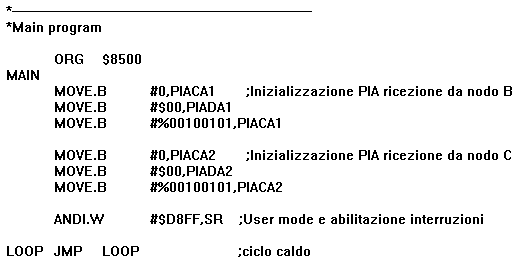 *
*Main program
ORG $8500
MAIN
MOVE.B #0,PIACA1 ;Inizializzazione PIA ricezione da nodo B
MOVE.B #$00,PIADA1
MOVE.B #%00100101,PIACA1
MOVE.B #0,PIACA2 ;Inizializzazione PIA ricezione da nodo C
MOVE.B #$00,PIADA2
MOVE.B #%00100101,PIACA2
ANDI.W #$D8FF,SR ;User mode e abilitazione interruzioni
LOOP JMP LOOP ;ciclo caldo